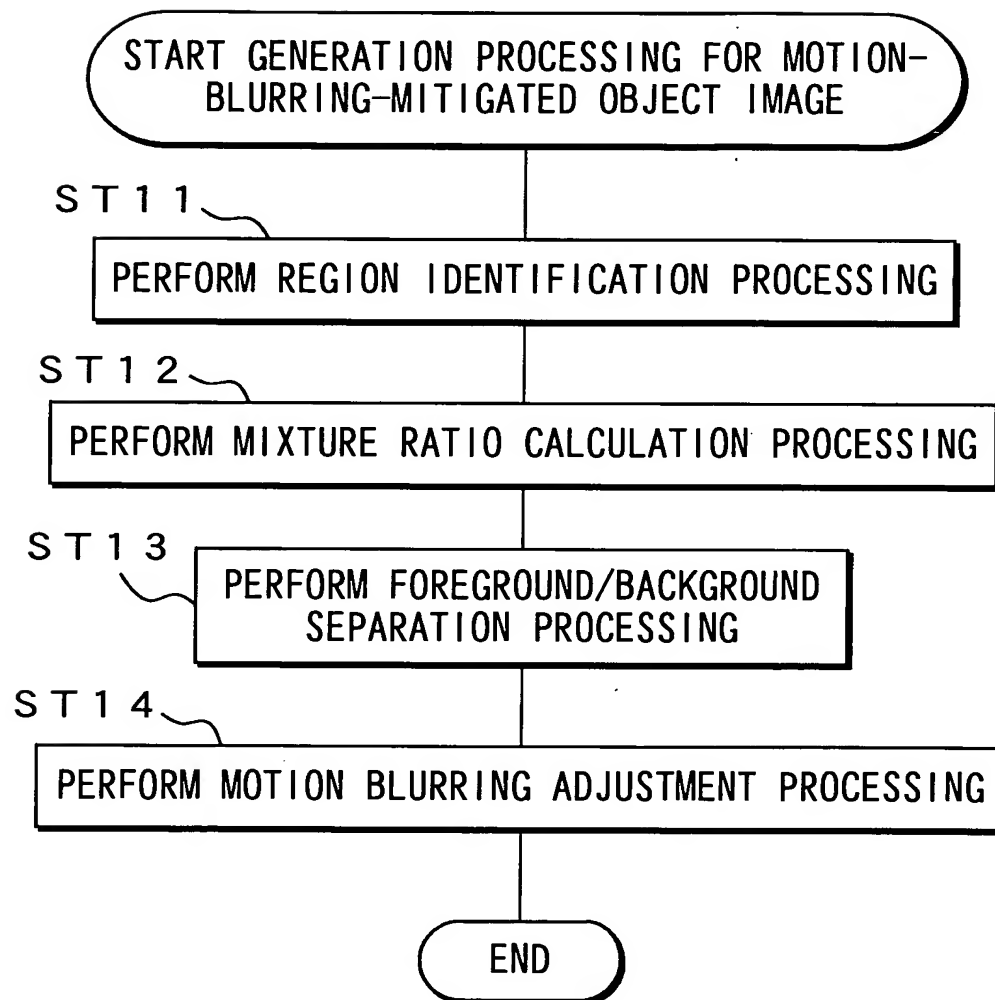 START GENERATION PROCESSING FOR MOTION-
BLURRING-MITIGATED OBJECT IMAGE
ST11
PERFORM REGION IDENTIFICATION PROCESSING
ST12
PERFORM MIXTURE RATIO CALCULATION PROCESSING
ST13
PERFORM FOREGROUND/BACKGROUND
SEPARATION PROCESSING
ST14
PERFORM MOTION BLURRING ADJUSTMENT PROCESSING
END